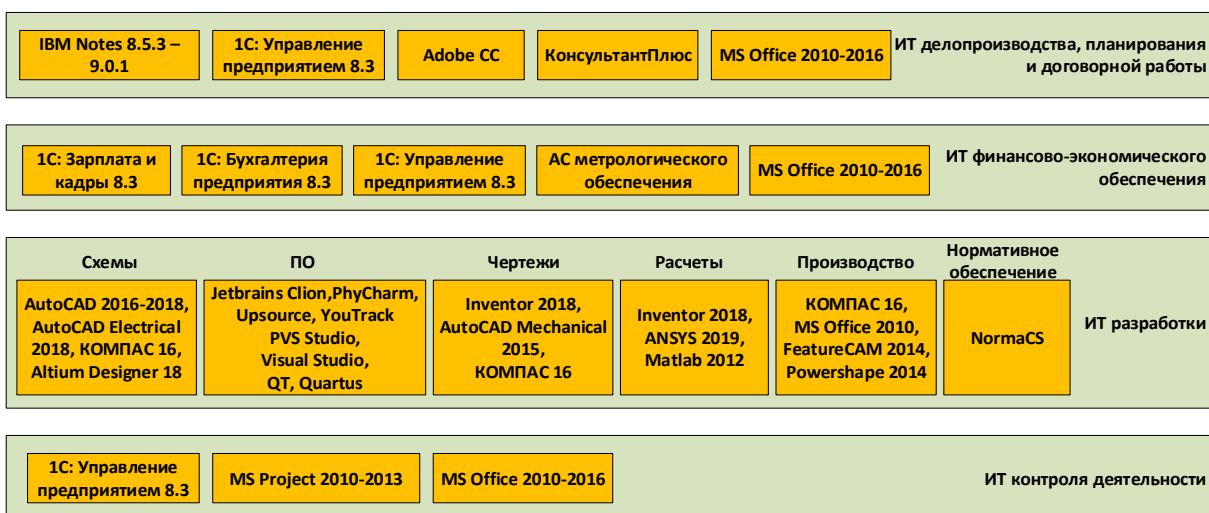 IBM Notes 8.5.3 –
9.0.1
1С: Управление
предприятием 8.3
Adobe CC
КонсультантПлюс
MS Office 2010-2016
ИТ делопроизводства, планирования
и договорной работы
1С: Зарплата и
кадры 8.3
1С: Бухгалтерия
предприятия 8.3
1С: Управление
предприятием 8.3
АС метрологического
обеспечения
MS Office 2010-2016
ИТ финансово-экономического
обеспечения
Схемы
AutoCAD 2016-2018,
AutoCAD Electrical
2018, КОМПАС 16,
Altium Designer 18
ПО
Jetbrains Clion,PhyCharm,
Upsource, YouTrack
PVS Studio,
Visual Studio,
QT, Quartus
Чертежи
Inventor 2018,
AutoCAD Mechanical
2015,
КОМПАС 16
Расчеты
Inventor 2018,
ANSYS 2019,
Matlab 2012
Производство
КОМПАС 16,
MS Office 2010,
FeatureCAM 2014,
Powershape 2014
Нормативное
обеспечение
NormaCS
ИТ разработки
1С: Управление
предприятием 8.3
MS Project 2010-2013
MS Office 2010-2016
ИТ контроля деятельности